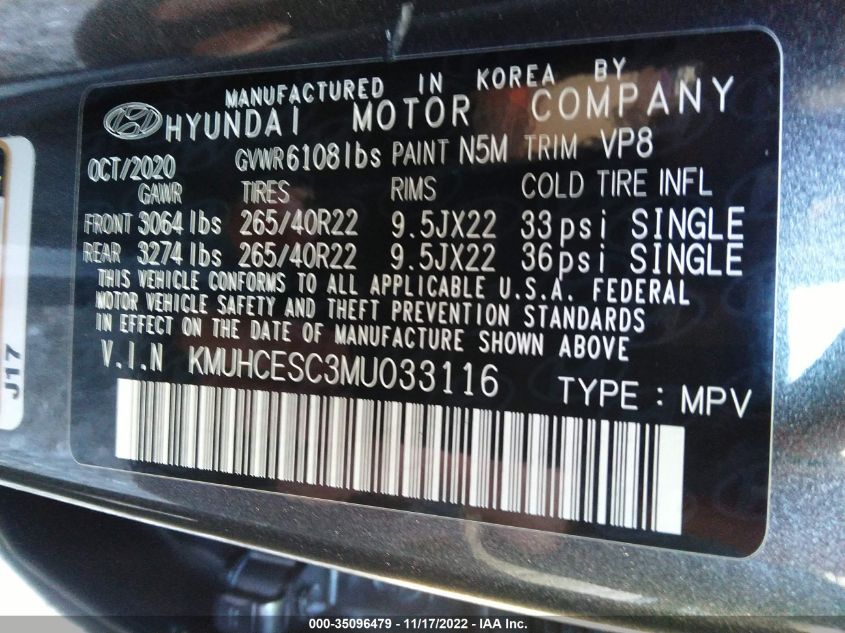 MANUFACTURED IN KOREA BY
HYUNDAI MOTOR COMPANY
OCT/2020 GVWR 6108lbs PAINT N5M TRIM VP8
GAWR TIRES RIMS COLD TIRE INFL
FRONT 3064 lbs 265/40R22 9.5JX22 33psi SINGLE
REAR 3274 lbs 265/40R22 9.5JX22 36psi SINGLE
THIS VEHICLE CONFORMS TO ALL APPLICABLE U.S.A. FEDERAL
MOTOR VEHICLE SAFETY AND THEFT PREVENTION STANDARDS
IN EFFECT ON THE DATE OF MANUFACTURE SHOWN ABOVE
V.I.N KMUHCESC3MU033116
TYPE : MPV
J17
000-35096479 - 11/17/2022 - IAA Inc.